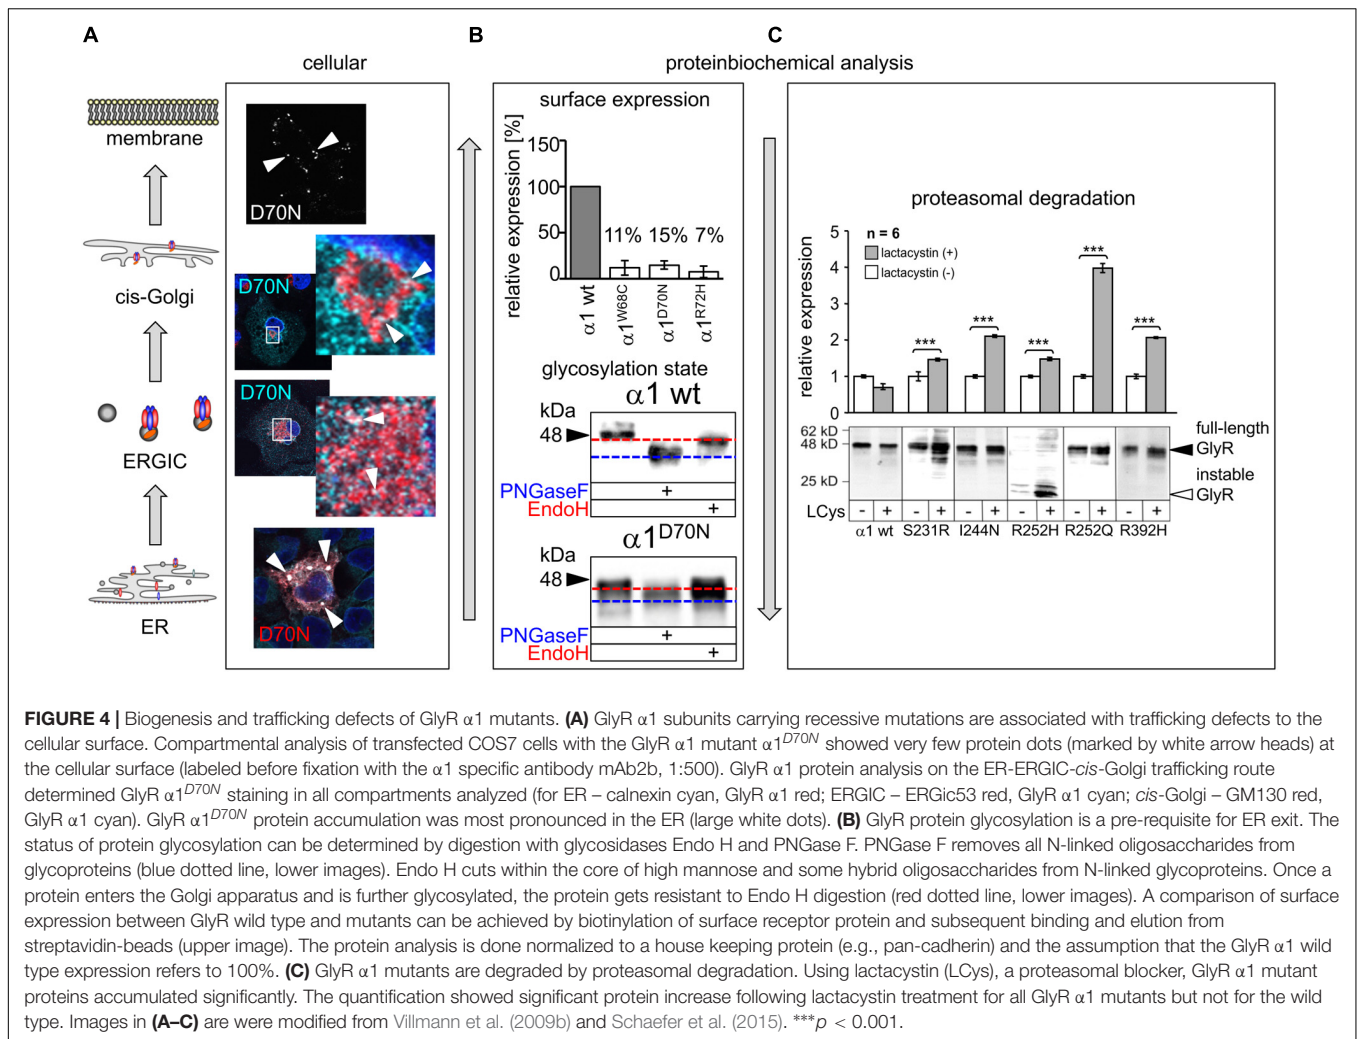 A
B
C
cellular
proteinbiochemical analysis
membrane
cis-Golgi
ERGIC
ER
D70N
D70N
D70N
D70N
surface expression
relative expression [%]
150
100
50
0
11% 15% 7%
α1 wt
α1W68C
α1D70N
α1R72H
glycosylation state
α1 wt
kDa
48
PNGaseF +
EndoH +
α1D70N
kDa
48
PNGaseF +
EndoH +
proteasomal degradation
relative expression
5
4
3
2
1
0
n = 6
lactacystin (+)
lactacystin (-)
***
***
***
***
***
62 kD
48 kD
25 kD
full-length
GlyR
instable
GlyR
LCys - + - + - + - + - + - +
α1 wt S231R I244N R252H R252Q R392H
FIGURE 4 | Biogenesis and trafficking defects of GlyR α1 mutants. (A) GlyR α1 subunits carrying recessive mutations are associated with trafficking defects to the
cellular surface. Compartmental analysis of transfected COS7 cells with the GlyR α1 mutant α1D70N showed very few protein dots (marked by white arrow heads) at
the cellular surface (labeled before fixation with the α1 specific antibody mAb2b, 1:500). GlyR α1 protein analysis on the ER-ERGIC-cis-Golgi trafficking route
determined GlyR α1D70N staining in all compartments analyzed (for ER – calnexin cyan, GlyR α1 red; ERGIC – ERGic53 red, GlyR α1 cyan; cis-Golgi – GM130 red,
GlyR α1 cyan). GlyR α1D70N protein accumulation was most pronounced in the ER (large white dots). (B) GlyR protein glycosylation is a pre-requisite for ER exit. The
status of protein glycosylation can be determined by digestion with glycosidases Endo H and PNGase F. PNGase F removes all N-linked oligosaccharides from
glycoproteins (blue dotted line, lower images). Endo H cuts within the core of high mannose and some hybrid oligosaccharides from N-linked glycoproteins. Once a
protein enters the Golgi apparatus and is further glycosylated, the protein gets resistant to Endo H digestion (red dotted line, lower images). A comparison of surface
expression between GlyR wild type and mutants can be achieved by biotinylation of surface receptor protein and subsequent binding and elution from
streptavidin-beads (upper image). The protein analysis is done normalized to a house keeping protein (e.g., pan-cadherin) and the assumption that the GlyR α1 wild
type expression refers to 100%. (C) GlyR α1 mutants are degraded by proteasomal degradation. Using lactacystin (LCys), a proteasomal blocker, GlyR α1 mutant
proteins accumulated significantly. The quantification showed significant protein increase following lactacystin treatment for all GlyR α1 mutants but not for the wild
type. Images in (A–C) are were modified from Villmann et al. (2009b) and Schaefer et al. (2015). ***p < 0.001.